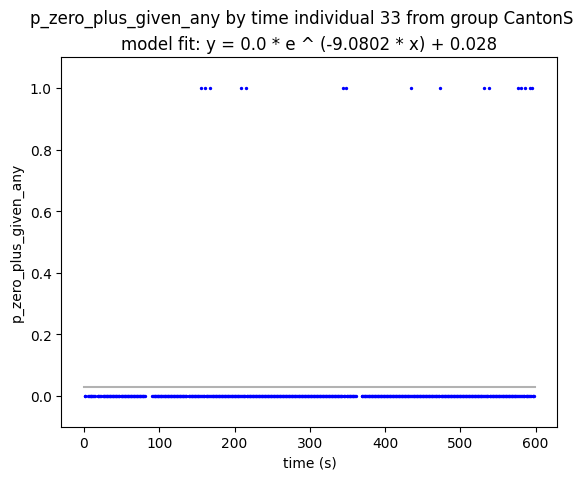 p_zero_plus_given_any by time individual 33 from group CantonS
model fit: y = 0.0 * e ^ (-9.0802 * x) + 0.028
1.0
0.8
0.6
0.4
0.2
0.0
p_zero_plus_given_any
0 100 200 300 400 500 600
time (s)